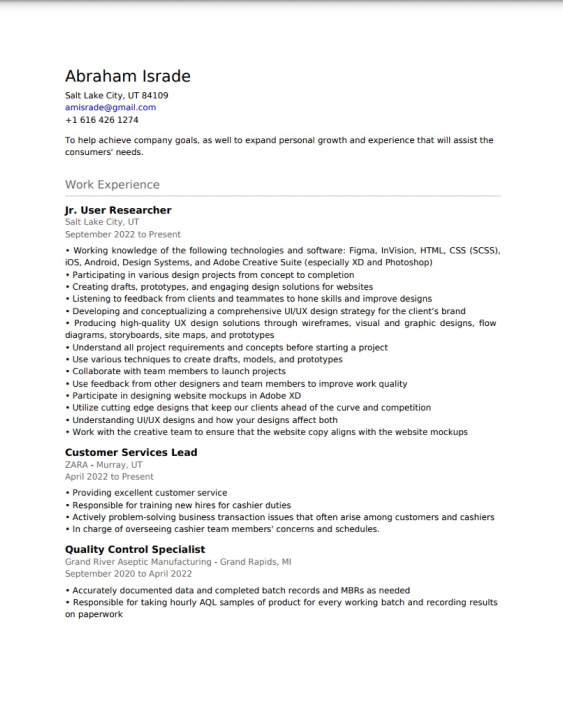 Abraham Israde
Salt Lake City, UT 84109
amisrade@gmail.com
+1 616 426 1274
To help achieve company goals, as well to expand personal growth and experience that will assist the
consumers' needs.
Work Experience
Jr. User Researcher
Salt Lake City, UT
September 2022 to Present
• Working knowledge of the following technologies and software: Figma, InVision, HTML, CSS (SCSS),
iOS, Android, Design Systems, and Adobe Creative Suite (especially XD and Photoshop)
• Participating in various design projects from concept to completion
• Creating drafts, prototypes, and engaging design solutions for websites
• Listening to feedback from clients and teammates to hone skills and improve designs
• Developing and conceptualizing a comprehensive UI/UX design strategy for the client's brand
• Producing high-quality UX design solutions through wireframes, visual and graphic designs, flow
diagrams, storyboards, site maps, and prototypes
• Understand all project requirements and concepts before starting a project
• Use various techniques to create drafts, models, and prototypes
• Collaborate with team members to launch projects
• Use feedback from other designers and team members to improve work quality
• Participate in designing website mockups in Adobe XD
• Utilize cutting edge designs that keep our clients ahead of the curve and competition
• Understanding UI/UX designs and how your designs affect both
• Work with the creative team to ensure that the website copy aligns with the website mockups
Customer Services Lead
ZARA - Murray, UT
April 2022 to Present
• Providing excellent customer service
• Responsible for training new hires for cashier duties
• Actively problem-solving business transaction issues that often arise among customers and cashiers
• In charge of overseeing cashier team members' concerns and schedules.
Quality Control Specialist
Grand River Aseptic Manufacturing - Grand Rapids, MI
September 2020 to April 2022
• Accurately documented data and completed batch records and MBRs as needed
• Responsible for taking hourly AQL samples of product for every working batch and recording results
on paperwork